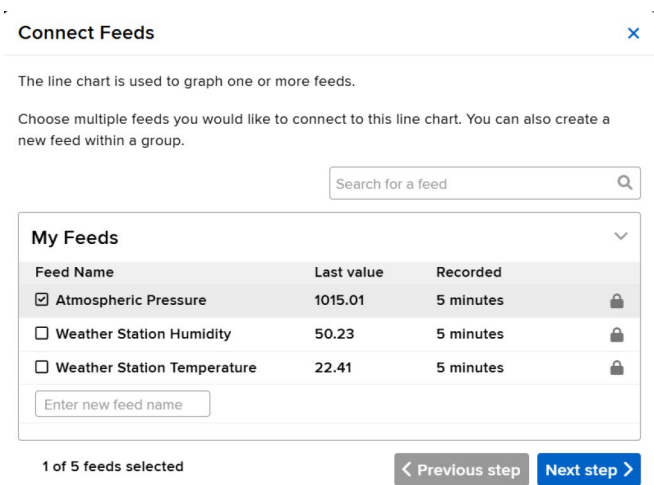 Connect Feeds
The line chart is used to graph one or more feeds.
Choose multiple feeds you would like to connect to this line chart. You can also create a
new feed within a group.
Search for a feed
My Feeds
Feed Name Last value Recorded
Atmospheric Pressure 1015.01 5 minutes
Weather Station Humidity 50.23 5 minutes
Weather Station Temperature 22.41 5 minutes
Enter new feed name
1 of 5 feeds selected Previous step Next step